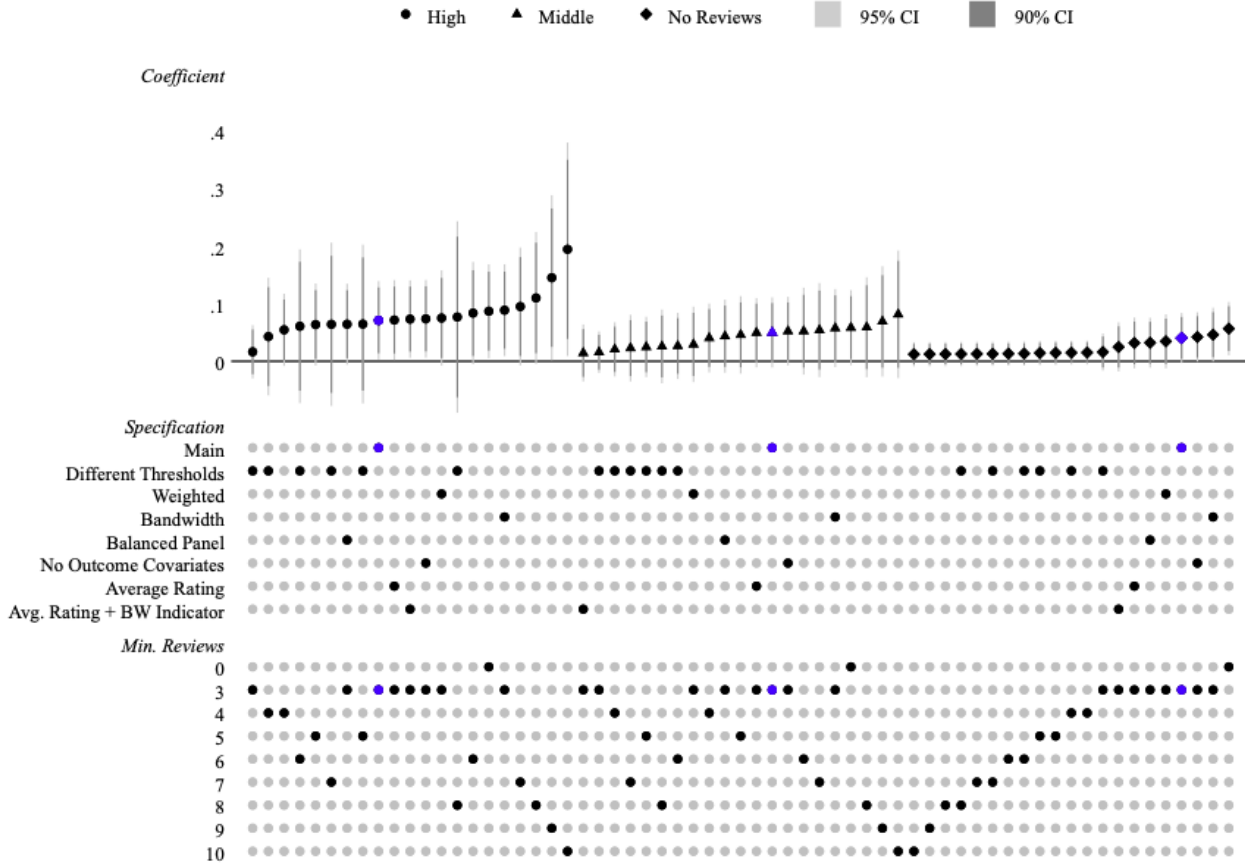 High Middle No Reviews 95% CI 90% CI
Coefficient
.4
.3
.2
.1
0
Specification
Main
Different Thresholds
Weighted
Bandwidth
Balanced Panel
No Outcome Covariates
Average Rating
Avg. Rating + BW Indicator
Min. Reviews
0
3
4
5
6
7
8
9
10